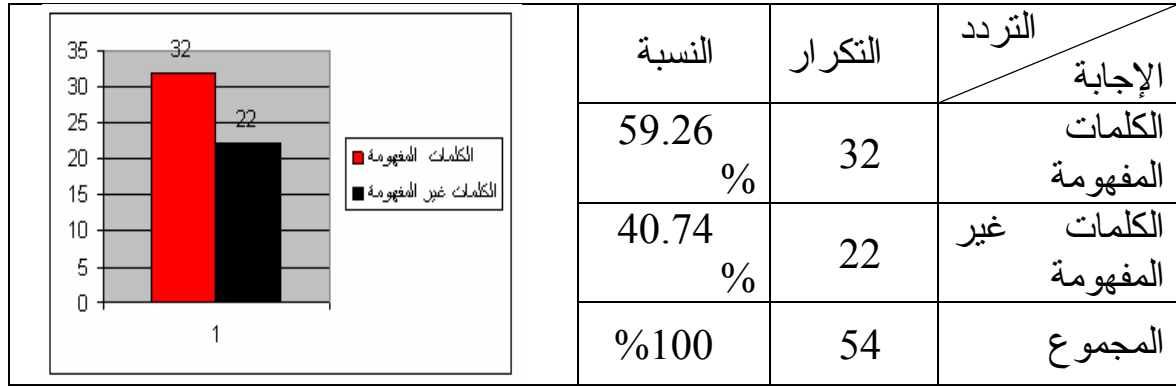 التردد
الإجابة
التكرار
النسبة
الكلمات
المفهومة
32
59.26
%
الكلمات غير
المفهومة
22
40.74
%
المجموع
54
%100
35
30
25
20
15
10
5
0
32
22
1
الكلمات المفهومة
الكلمات غير المفهومة